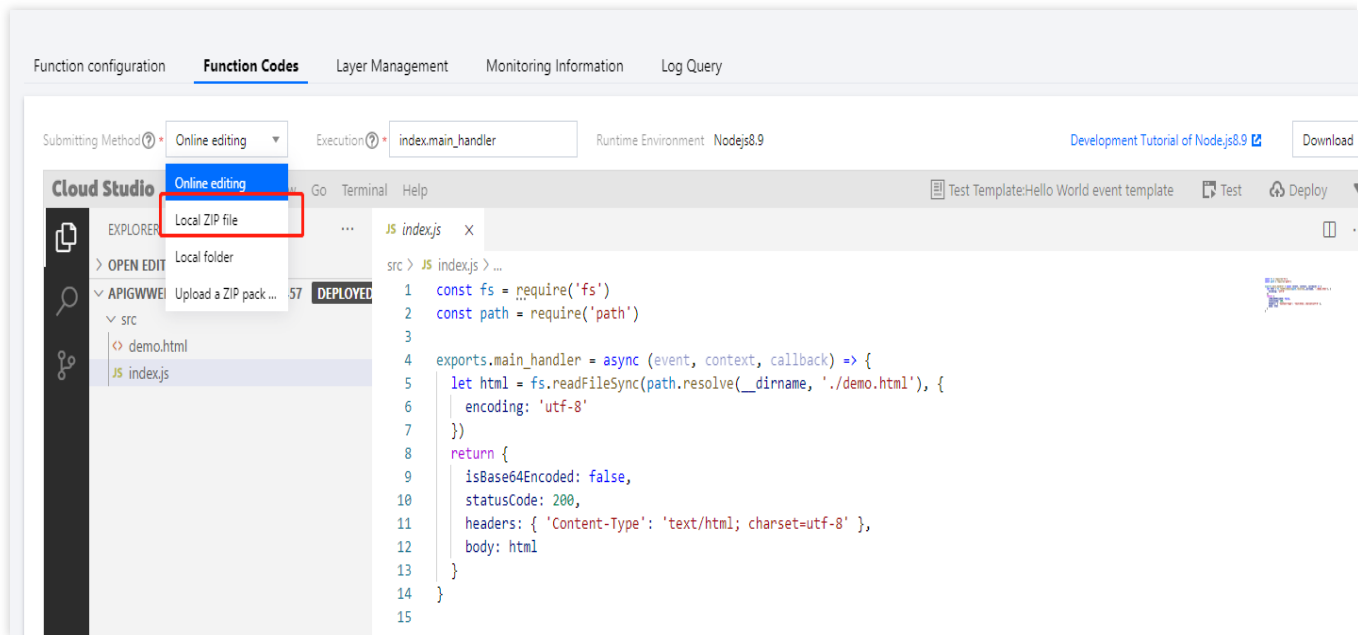 Function configuration Function Codes Layer Management Monitoring Information Log Query
Submitting Method * Online editing Execution * index.main_handler Runtime Environment Nodejs8.9 Development Tutorial of Node.js8.9 Download
Cloud Studio Go Terminal Help Test Template:Hello World event template Test Deploy
Online editing
Local ZIP file
Local folder
Upload a ZIP pack ...
EXPLORER ... JS index.js X
> OPEN EDIT
APIGWWE 57 DEPLOYED
src
<> demo.html
JS index.js
src > JS index.js > ...
1 const fs = require('fs')
2 const path = require('path')
3
4 exports.main_handler = async (event, context, callback) => {
5 let html = fs.readFileSync(path.resolve(__dirname, './demo.html'), {
6 encoding: 'utf-8'
7 })
8 return {
9 isBase64Encoded: false,
10 statusCode: 200,
11 headers: { 'Content-Type': 'text/html; charset=utf-8' },
12 body: html
13 }
14 }
15